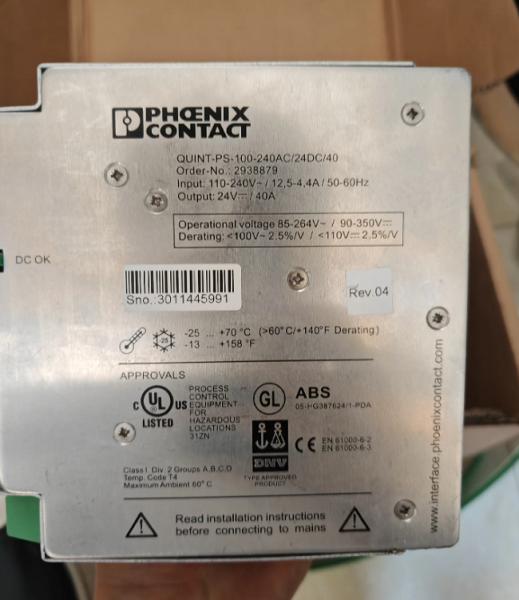 PHŒNIX
CONTACT
QUINT-PS-100-240AC/24DC/40
Order-No.: 2938879
Input: 110-240V~ / 12,5-4,4A / 50-60Hz
Output: 24V⎓ / 40A
Operational voltage 85-264V~ / 90-350V⎓
Derating: <100V~ 2.5%/V / <110V⎓ 2,5%/V
DC OK
Sno.:3011445991
Rev.04
-25
-25 ... +70 °C (>60°C/+140°F Derating)
-13 ... +158 °F
APPROVALS
C UL US
LISTED
PROCESS
CONTROL
EQUIPMENT
FOR
HAZARDOUS
LOCATIONS
31ZN
GL
ABS
05-HG387624/1-PDA
DNV
TYPE APPROVED
PRODUCT
CE EN 61000-6-2
EN 61000-6-3
Class I, Div. 2 Groups A,B,C,D
Temp. Code T4
Maximum Ambient 60° C
Read installation instructions
before connecting to mains
www.interface.phoenixcontact.com